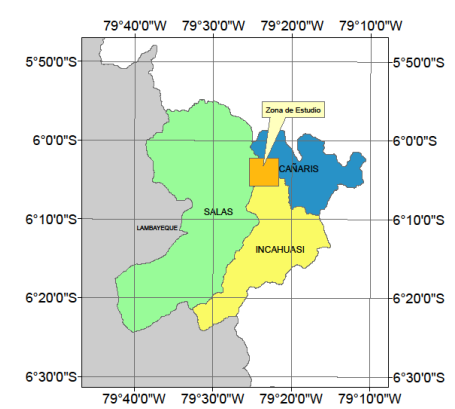 79°40'0"W 79°30'0"W 79°20'0"W 79°10'0"W
5°50'0"S 5°50'0"S
Zona de Estudio
6°0'0"S 6°0'0"S
CAÑARIS
6°10'0"S 6°10'0"S
SALAS
LAMBAYEQUE
INCAHUASI
6°20'0"S 6°20'0"S
6°30'0"S 6°30'0"S
79°40'0"W 79°30'0"W 79°20'0"W 79°10'0"W